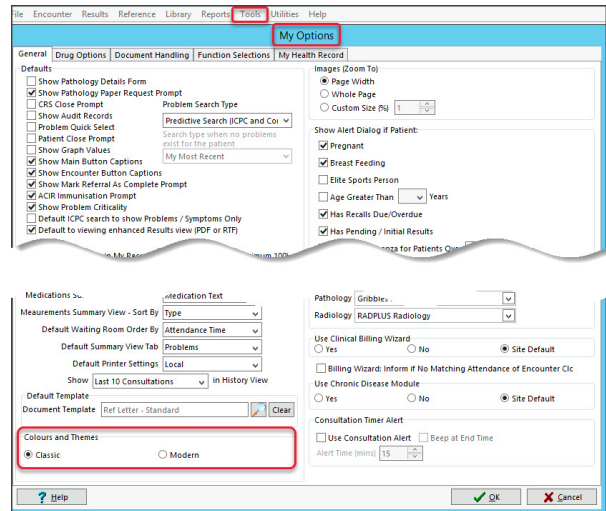 File Encounter Results Reference Library Reports Tools Utilities Help
My Options
General Drug Options Document Handling Function Selections My Health Record
Defaults
Show Pathology Details Form
Show Pathology Paper Request Prompt
CRS Close Prompt
Show Audit Records
Problem Quick Select
Patient Close Prompt
Show Graph Values
Show Main Button Captions
Show Encounter Button Captions
Show Mark Referral As Complete Prompt
ACIR Immunisation Prompt
Show Problem Criticality
Default ICPC search to show Problems / Symptoms Only
Default to viewing enhanced Results view (PDF or RTF)
Problem Search Type
Predictive Search (ICPC and Co
Search type when no problems
exist for the patient
My Most Recent
Images (Zoom To)
Page Width
Whole Page
Custom Size (%) 1
Show Alert Dialog if Patient:
Pregnant
Breast Feeding
Elite Sports Person
Age Greater Than Years
Has Recalls Due/Overdue
Has Pending / Initial Results
for Patients
in My
100%
Medications Medication Text
Meaurements Summary View - Sort By Type
Default Waiting Room Order By Attendance Time
Default Summary View Tab Problems
Default Printer Settings Local
Show Last 10 Consultations in History View
Default Template
Document Template Ref Letter - Standard Clear
Colours and Themes
Classic Modern
Pathology Gribbles
Radiology RADPLUS Radiology
Use Clinical Billing Wizard
Yes No Site Default
Billing Wizard: Inform if No Matching Attendance of Encounter Clc
Use Chronic Disease Module
Yes No Site Default
Consultation Timer Alert
Use Consultation Alert Beep at End Time
Alert Time (mins) 15
? Help OK Cancel